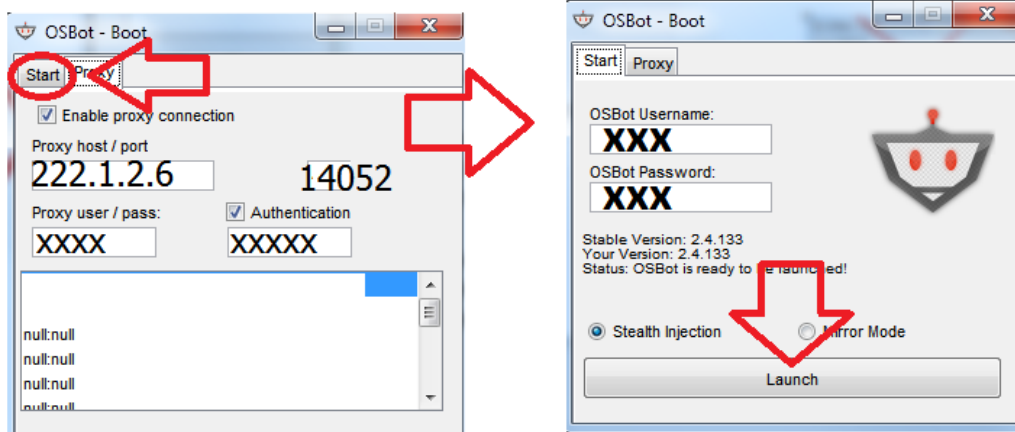 OSBot - Boot
Start Proxy
Enable proxy connection
Proxy host / port
222.1.2.6 14052
Proxy user / pass: Authentication
XXXX XXXXX
null:null
null:null
null:null
null:null
OSBot - Boot
Start Proxy
OSBot Username:
XXX
OSBot Password:
XXX
Stable Version: 2.4.133
Your Version: 2.4.133
Status: OSBot is ready to be launched!
Stealth Injection Mirror Mode
Launch